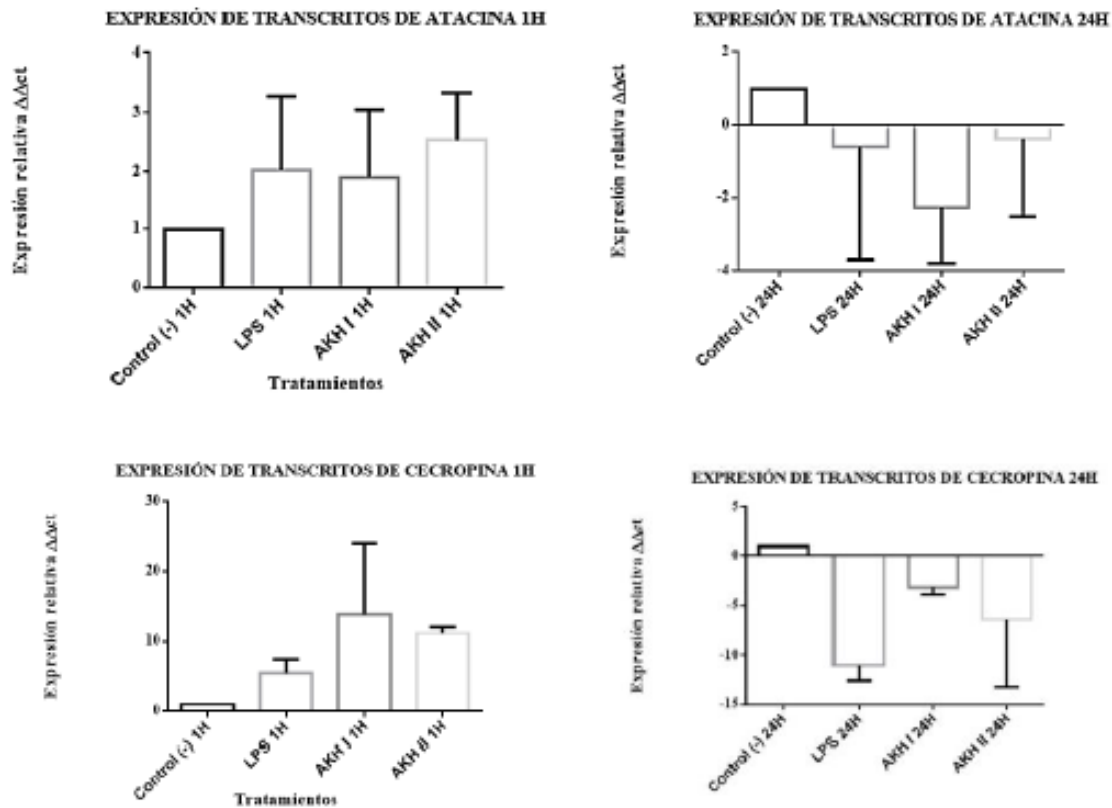 EXPRESIÓN DE TRANSCRITOS DE ATACINA 1H
Expresión relativa ΔΔct
4
3
2
1
0
Control (-) 1H
LPS 1H
AKH I 1H
AKH II 1H
Tratamientos
EXPRESIÓN DE TRANSCRITOS DE ATACINA 24H
Expresión relativa ΔΔct
2
0
-2
-4
Control (-) 24H
LPS 24H
AKH I 24H
AKH II 24H
EXPRESIÓN DE TRANSCRITOS DE CECROPINA 1H
Expresión relativa ΔΔct
30
20
10
0
Control (-) 1H
LPS 1H
AKH I 1H
AKH II 1H
Tratamientos
EXPRESIÓN DE TRANSCRITOS DE CECROPINA 24H
Expresión relativa ΔΔct
5
0
-5
-10
-15
Control (-) 24H
LPS 24H
AKH I 24H
AKH II 24H